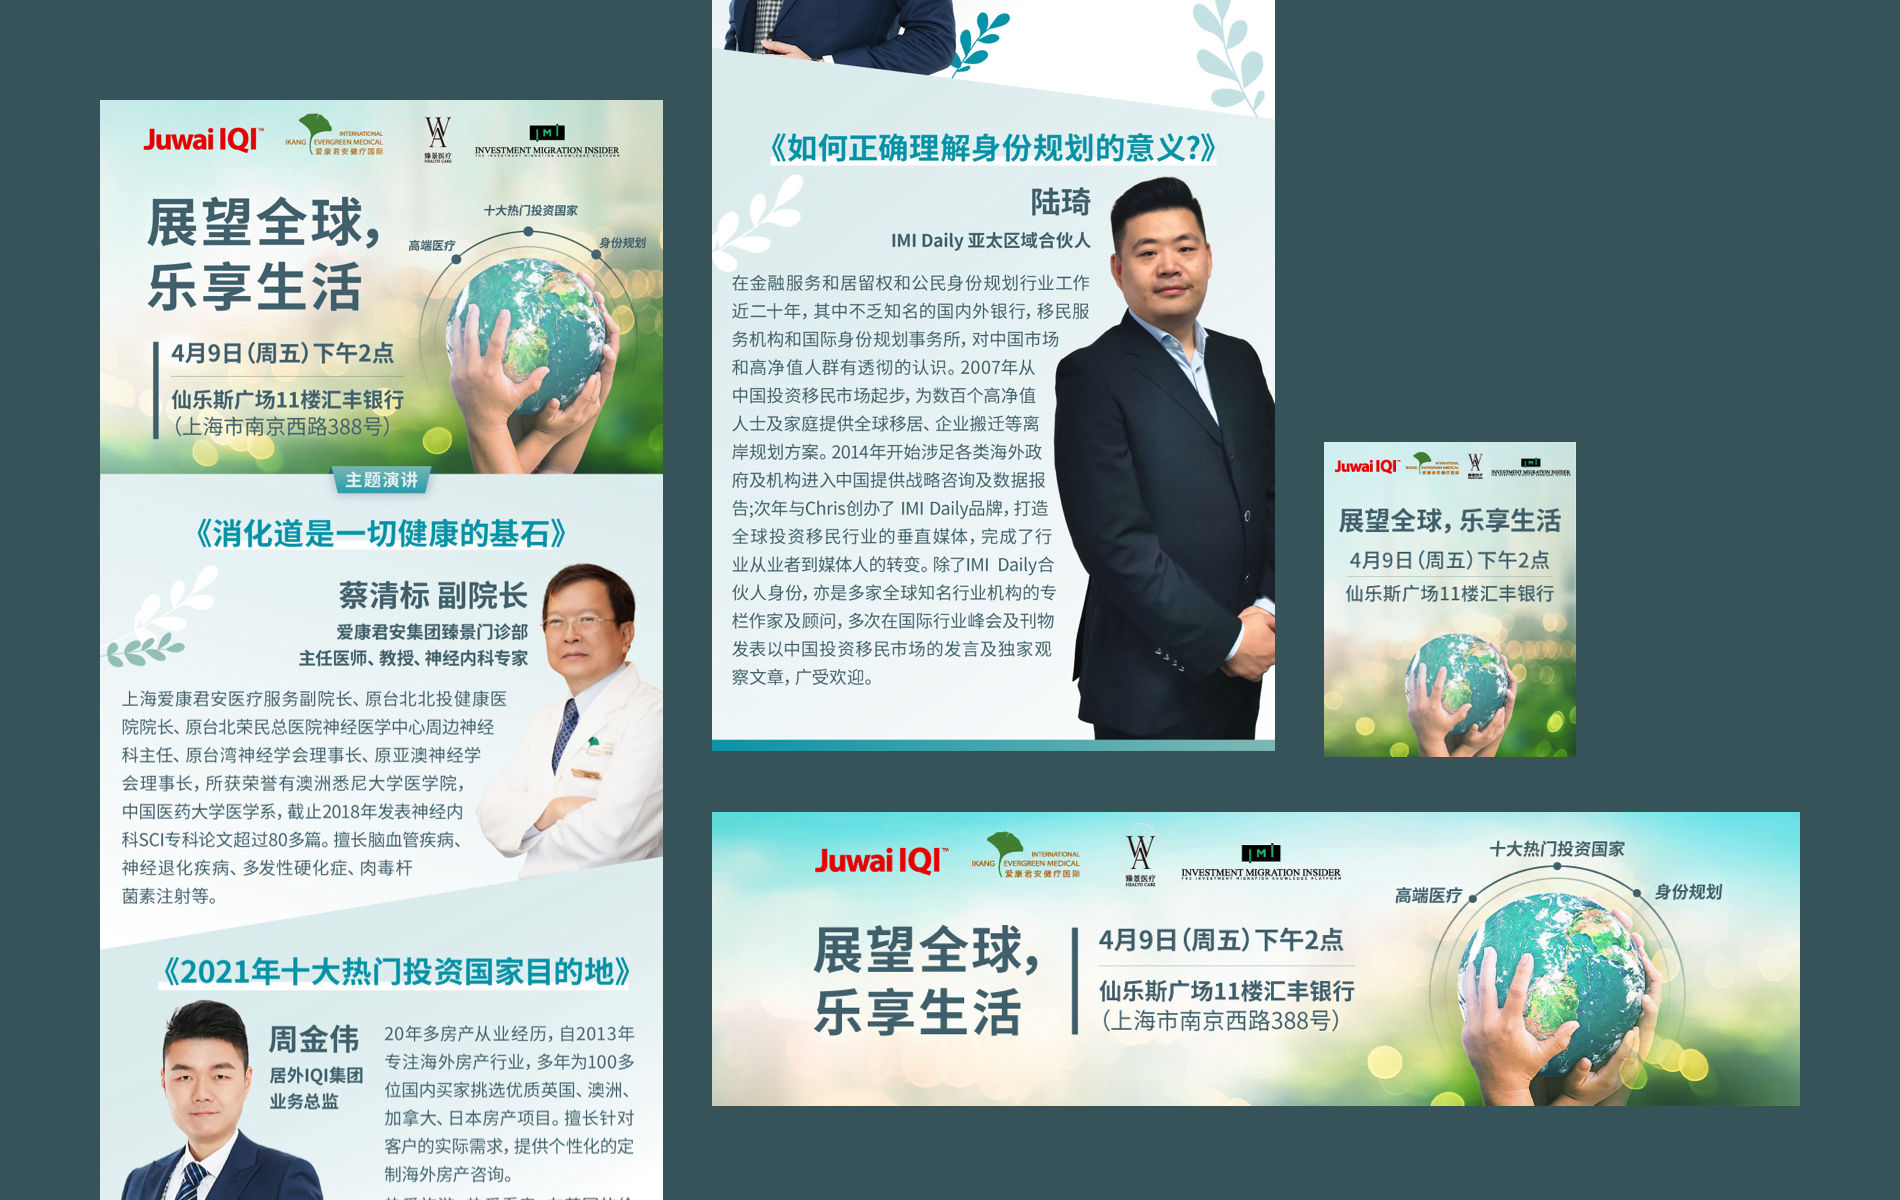 Juwai IQI™
IKANG EVERGREEN MEDICAL
INTERNATIONAL
爱康君安健疗国际
WA
臻景医疗
HEALTH CARE
IMI
INVESTMENT MIGRATION INSIDER
THE INVESTMENT MIGRATION KNOWLEDGE PLATFORM
展望全球,
乐享生活
十大热门投资国家
高端医疗
身份规划
4月9日(周五)下午2点
仙乐斯广场11楼汇丰银行
(上海市南京西路388号)
主题演讲
《消化道是一切健康的基石》
蔡清标 副院长
爱康君安集团臻景门诊部
主任医师、教授、神经内科专家
上海爱康君安医疗服务副院长、原台北北投健康医
院院长、原台北荣民总医院神经医学中心周边神经
科主任、原台湾神经学会理事长、原亚澳神经学
会理事长,所获荣誉有澳洲悉尼大学医学院,
中国医药大学医学系,截止2018年发表神经内
科SCI专科论文超过80多篇。擅长脑血管疾病、
神经退化疾病、多发性硬化症、肉毒杆
菌素注射等。
《2021年十大热门投资国家目的地》
周金伟
居外IQI集团
业务总监
20年多房产从业经历,自2013年
专注海外房产行业,多年为100多
位国内买家挑选优质英国、澳洲、
加拿大、日本房产项目。擅长针对
客户的实际需求,提供个性化的定
制海外房产咨询。
《如何正确理解身份规划的意义?》
陆琦
IMI Daily 亚太区域合伙人
在金融服务和居留权和公民身份规划行业工作
近二十年,其中不乏知名的国内外银行,移民服
务机构和国际身份规划事务所,对中国市场
和高净值人群有透彻的认识。2007年从
中国投资移民市场起步,为数百个高净值
人士及家庭提供全球移居、企业搬迁等离
岸规划方案。2014年开始涉足各类海外政
府及机构进入中国提供战略咨询及数据报
告;次年与Chris创办了 IMI Daily品牌,打造
全球投资移民行业的垂直媒体,完成了行
业从业者到媒体人的转变。除了IMI Daily合
伙人身份,亦是多家全球知名行业机构的专
栏作家及顾问,多次在国际行业峰会及刊物
发表以中国投资移民市场的发言及独家观
察文章,广受欢迎。
Juwai IQI™
IKANG EVERGREEN MEDICAL
INTERNATIONAL
爱康君安健疗国际
WA
臻景医疗
HEALTH CARE
IMI
INVESTMENT MIGRATION INSIDER
展望全球,乐享生活
4月9日(周五)下午2点
仙乐斯广场11楼汇丰银行
Juwai IQI™
IKANG EVERGREEN MEDICAL
INTERNATIONAL
爱康君安健疗国际
WA
臻景医疗
HEALTH CARE
IMI
INVESTMENT MIGRATION INSIDER
THE INVESTMENT MIGRATION KNOWLEDGE PLATFORM
展望全球,
乐享生活
4月9日(周五)下午2点
仙乐斯广场11楼汇丰银行
(上海市南京西路388号)
十大热门投资国家
高端医疗
身份规划